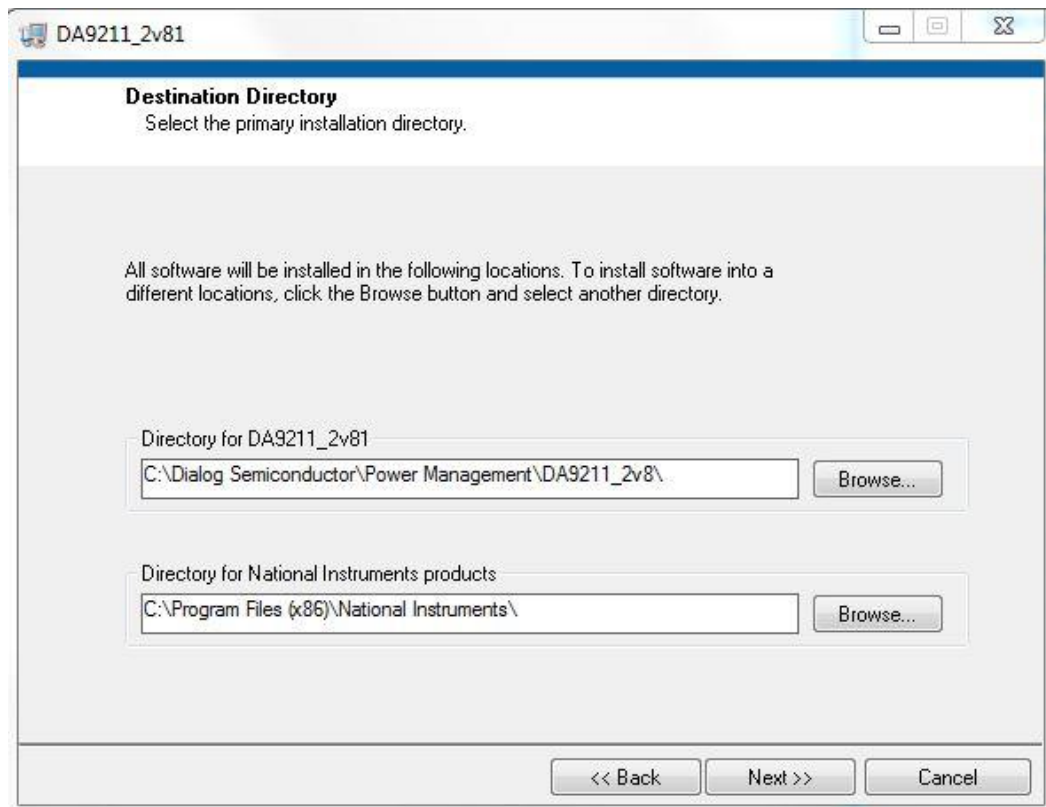 DA9211_2v81
Destination Directory
Select the primary installation directory.
All software will be installed in the following locations. To install software into a
different locations, click the Browse button and select another directory.
Directory for DA9211_2v81
C:\Dialog Semiconductor\Power Management\DA9211_2v8\
Browse...
Directory for National Instruments products
C:\Program Files (x86)\National Instruments\
Browse...
<< Back
Next >>
Cancel